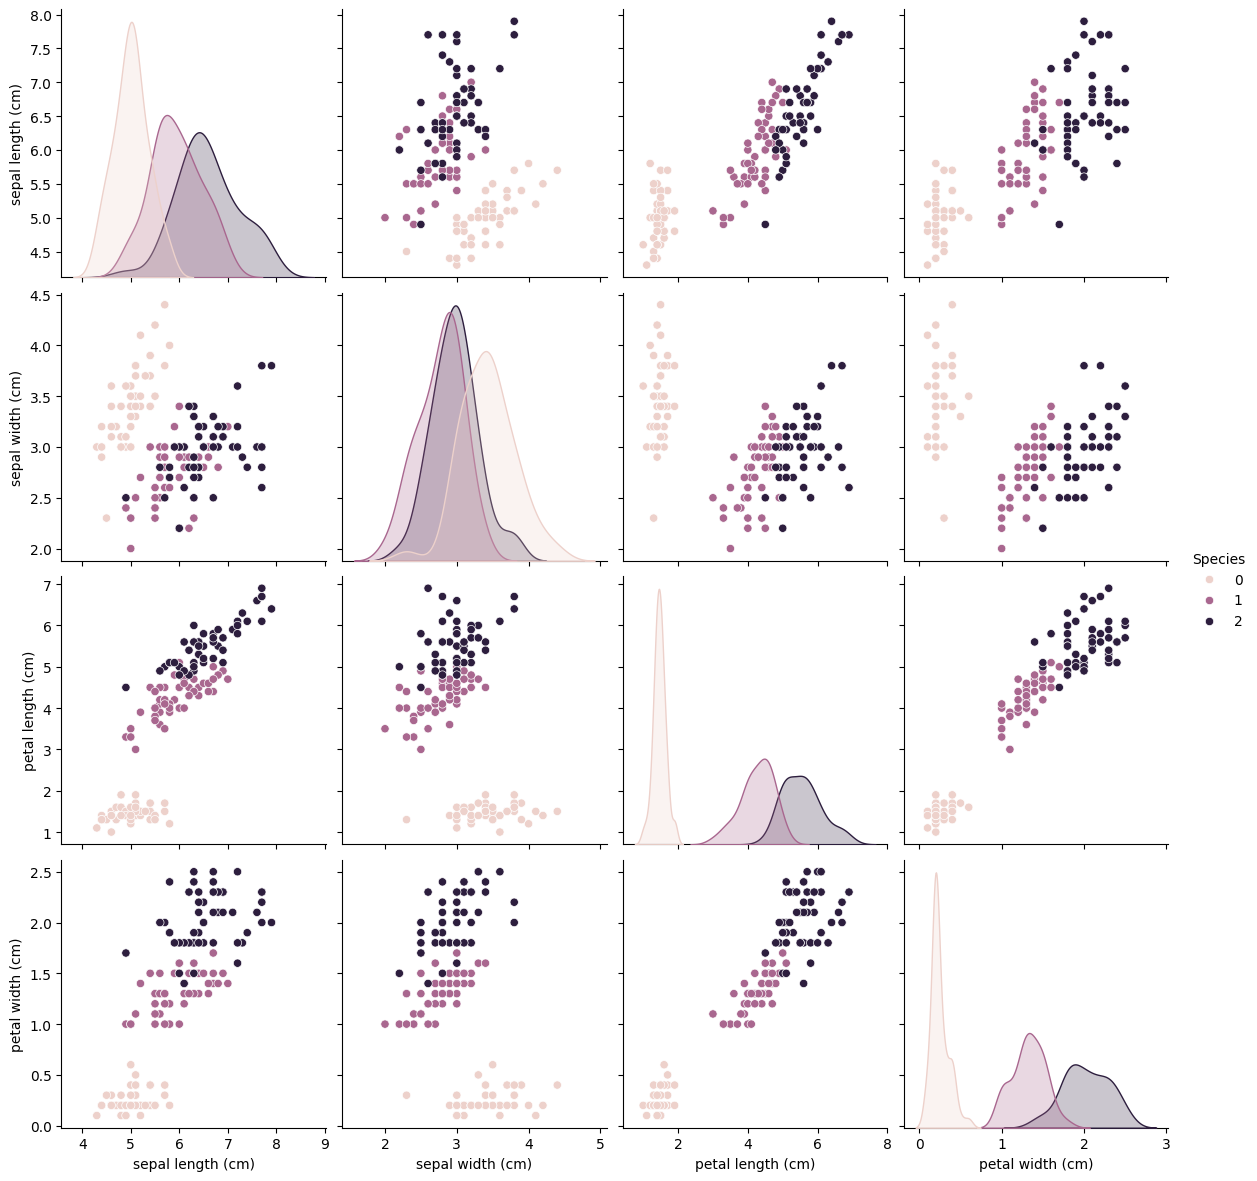 8.0
7.5
7.0
6.5
6.0
5.5
5.0
4.5
sepal length (cm)
4.5
4.0
3.5
3.0
2.5
2.0
sepal width (cm)
Species
0
1
2
7
6
5
4
3
2
1
petal length (cm)
2.5
2.0
1.5
1.0
0.5
0.0
petal width (cm)
4 5 6 7 8 9
2 3 4 5
2 4 6 8
0 1 2 3
sepal length (cm)
sepal width (cm)
petal length (cm)
petal width (cm)